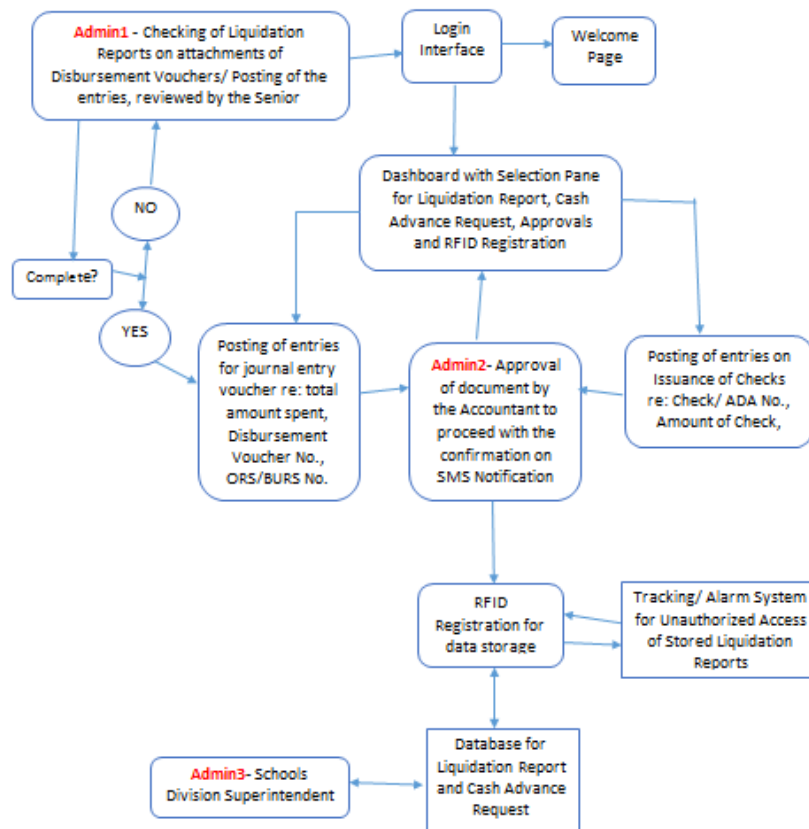 Admin1 - Checking of Liquidation
Reports on attachments of
Disbursement Vouchers/ Posting of the
entries, reviewed by the Senior
Login
Interface
Welcome
Page
Dashboard with Selection Pane
for Liquidation Report, Cash
Advance Request, Approvals
and RFID Registration
NO
Complete?
YES
Posting of entries
for journal entry
voucher re: total
amount spent,
Disbursement
Voucher No.,
ORS/BURS No.
Admin2- Approval
of document by
the Accountant to
proceed with the
confirmation on
SMS Notification
Posting of entries on
Issuance of Checks
re: Check/ ADA No.,
Amount of Check,
RFID
Registration for
data storage
Tracking/ Alarm System
for Unauthorized Access
of Stored Liquidation
Reports
Database for
Liquidation Report
and Cash Advance
Request
Admin3- Schools
Division Superintendent